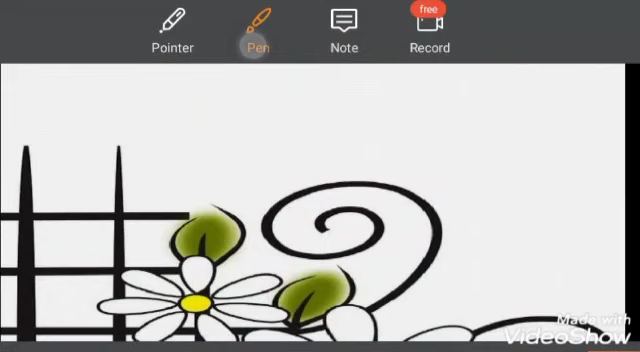 free
Pointer
Pen
Note
Record
Made with
VideoShow